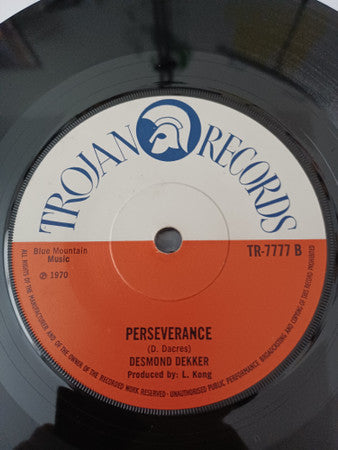 TROJAN RECORDS
Blue Mountain
Music
℗ 1970
TR-7777 B
PERSEVERANCE
(D. Dacres)
DESMOND DEKKER
Produced by: L. Kong
ALL RIGHTS OF THE MANUFACTURER AND OF THE OWNER OF THE RECORDED WORK RESERVED · UNAUTHORISED PUBLIC PERFORMANCE BROADCASTING AND COPYING OF THIS RECORD PROHIBITED